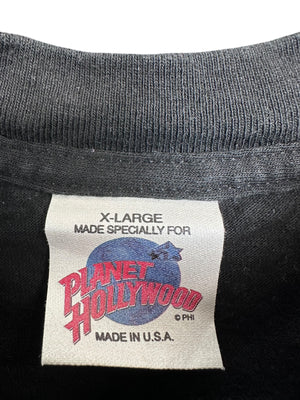 X-LARGE
MADE SPECIALLY FOR
PLANET
HOLLYWOOD
© PHI
MADE IN U.S.A.